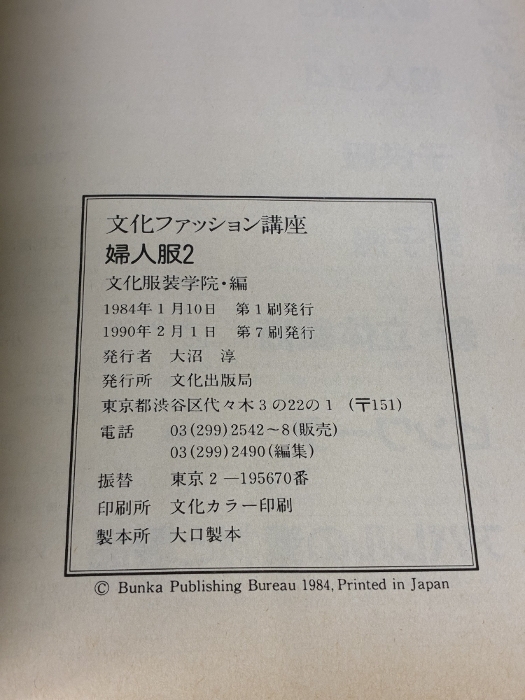 文化ファッション講座
婦人服2
文化服装学院・編
1984年1月10日 第1刷発行
1990年2月1日 第7刷発行
発行者 大沼 淳
発行所 文化出版局
東京都渋谷区代々木3の22の1 (〒151)
電話 03(299)2542〜8(販売)
03(299)2490(編集)
振替 東京2―195670番
印刷所 文化カラー印刷
製本所 大口製本
© Bunka Publishing Bureau 1984, Printed in Japan